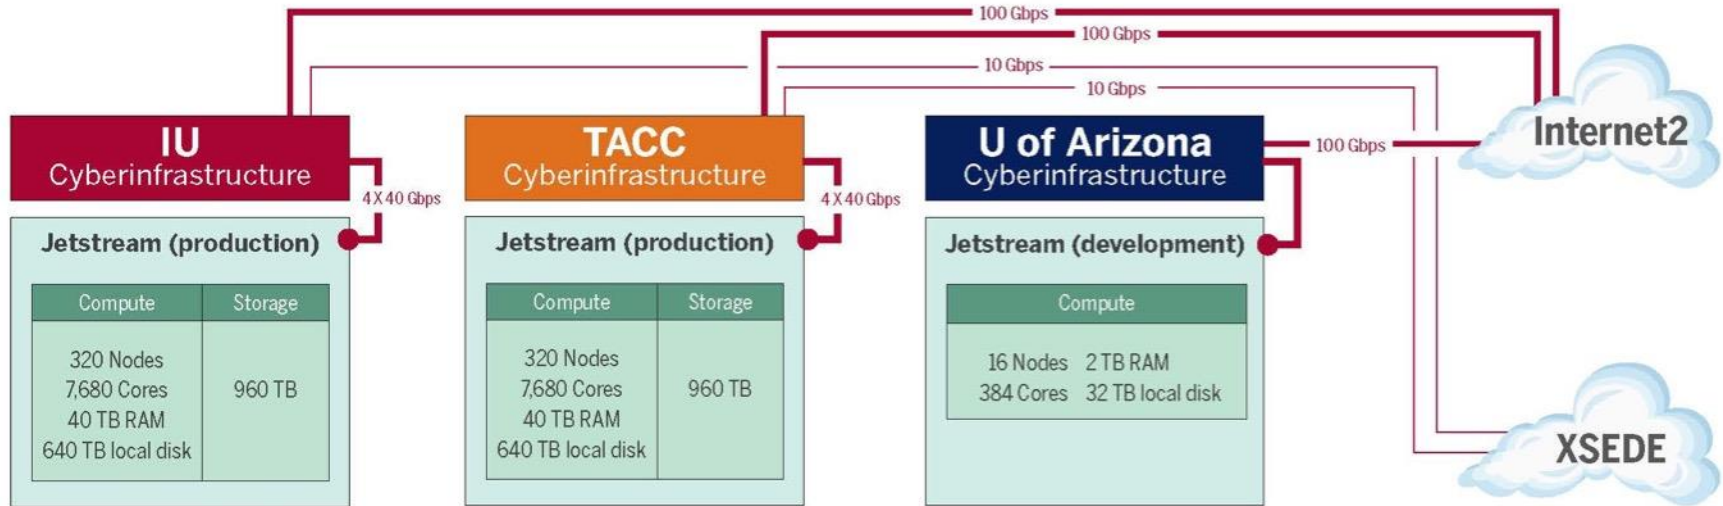 100 Gbps
100 Gbps
10 Gbps
10 Gbps
IU
Cyberinfrastructure
4 X 40 Gbps
Jetstream (production)
Compute Storage
320 Nodes
7,680 Cores 960 TB
40 TB RAM
640 TB local disk
TACC
Cyberinfrastructure
4 X 40 Gbps
Jetstream (production)
Compute Storage
320 Nodes
7,680 Cores 960 TB
40 TB RAM
640 TB local disk
U of Arizona
Cyberinfrastructure
100 Gbps
Jetstream (development)
Compute
16 Nodes 2 TB RAM
384 Cores 32 TB local disk
Internet2
XSEDE